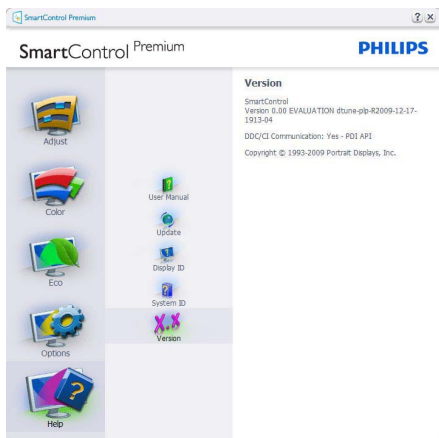 SmartControl Premium
? x
SmartControl Premium
PHILIPS
Adjust
Color
Eco
Options
?
Help
?
User Manual
Update
Display ID
?
System ID
X.X
Version
Version
SmartControl
Version 0.00 EVALUATION dtune-plp-R2009-12-17-
1913-04
DDC/CI Communication: Yes - PDI API
Copyright © 1993-2009 Portrait Displays, Inc.